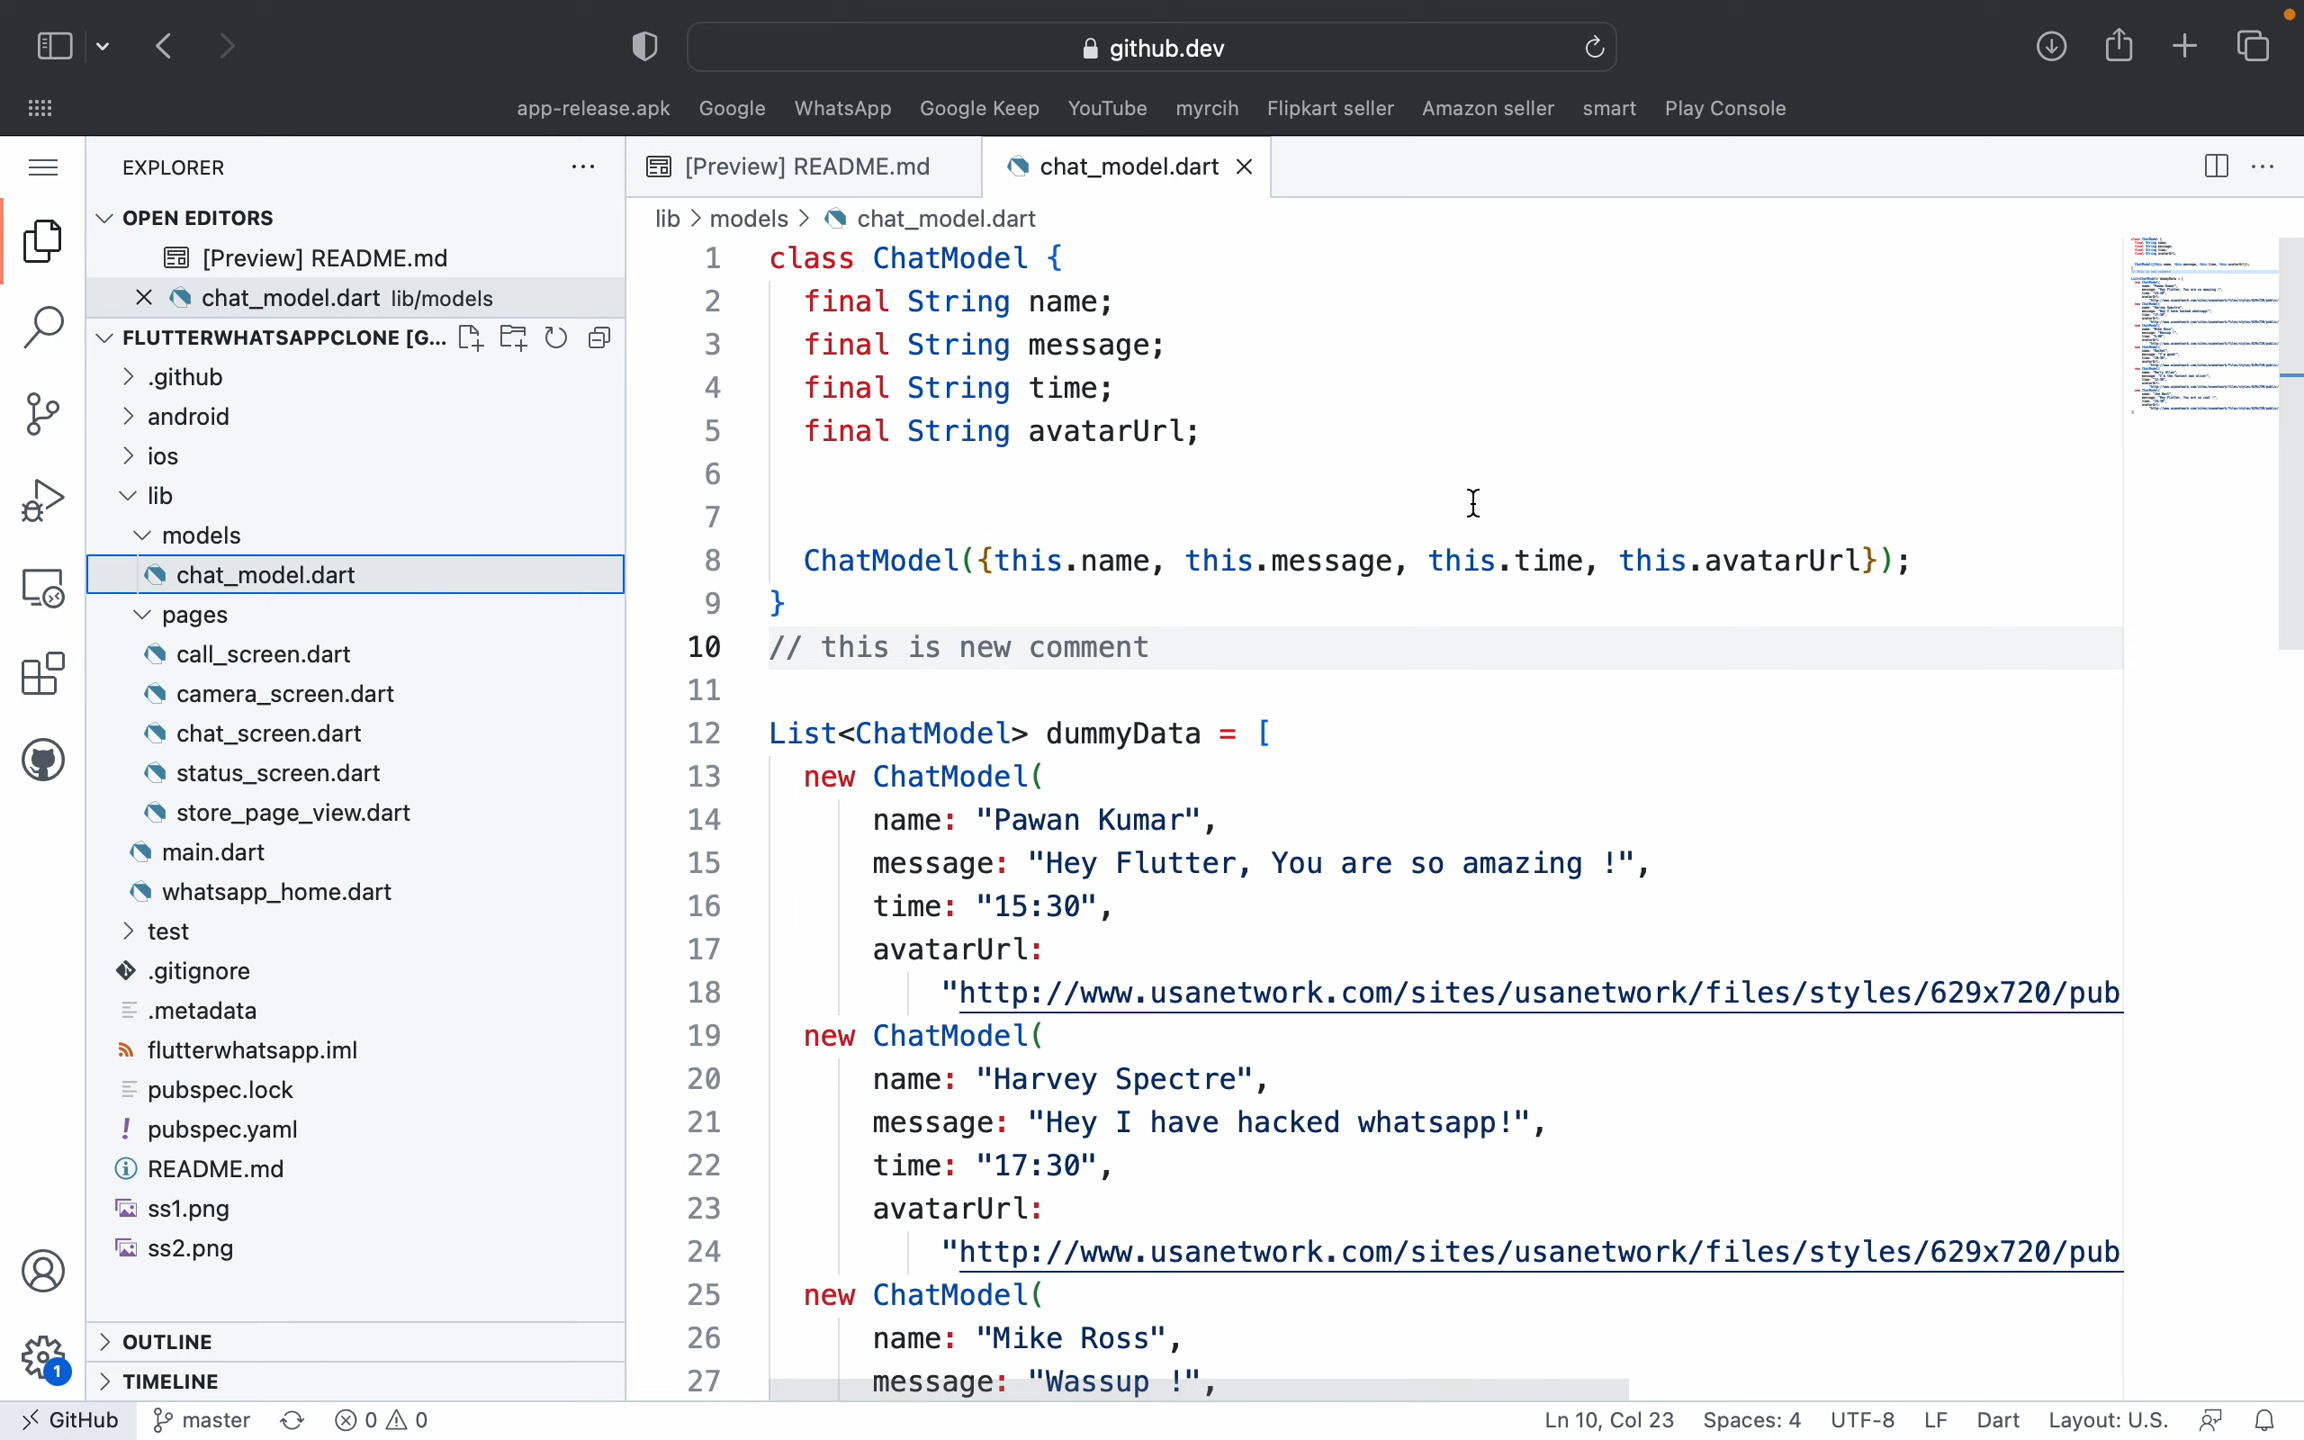 github.dev
app-release.apk Google WhatsApp Google Keep YouTube myrcih Flipkart seller Amazon seller smart Play Console
EXPLORER
OPEN EDITORS
[Preview] README.md
chat_model.dart lib/models
FLUTTERWHATSAPPCLONE [G...
.github
android
ios
lib
models
chat_model.dart
pages
call_screen.dart
camera_screen.dart
chat_screen.dart
status_screen.dart
store_page_view.dart
main.dart
whatsapp_home.dart
test
.gitignore
.metadata
flutterwhatsapp.iml
pubspec.lock
pubspec.yaml
README.md
ss1.png
ss2.png
OUTLINE
TIMELINE
1
[Preview] README.md chat_model.dart
lib > models > chat_model.dart
1 class ChatModel {
2 final String name;
3 final String message;
4 final String time;
5 final String avatarUrl;
6
7
8 ChatModel({this.name, this.message, this.time, this.avatarUrl});
9 }
10 // this is new comment
11
12 List<ChatModel> dummyData = [
13 new ChatModel(
14 name: "Pawan Kumar",
15 message: "Hey Flutter, You are so amazing !",
16 time: "15:30",
17 avatarUrl:
18 "http://www.usanetwork.com/sites/usanetwork/files/styles/629x720/pub
19 new ChatModel(
20 name: "Harvey Spectre",
21 message: "Hey I have hacked whatsapp!",
22 time: "17:30",
23 avatarUrl:
24 "http://www.usanetwork.com/sites/usanetwork/files/styles/629x720/pub
25 new ChatModel(
26 name: "Mike Ross",
27 message: "Wassup !",
GitHub master 0 0 Ln 10, Col 23 Spaces: 4 UTF-8 LF Dart Layout: U.S.